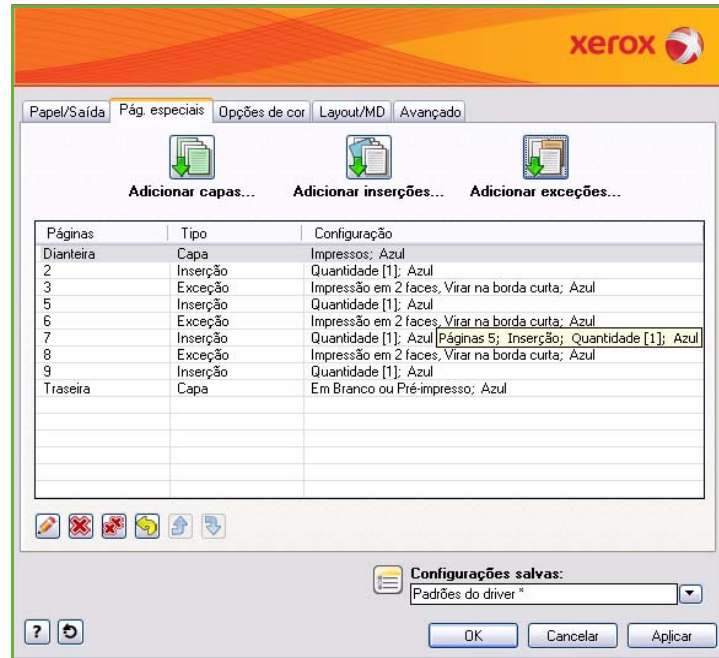 xerox
Papel/Saída Pág. especiais Opções de cor Layout/MD Avançado
Adicionar capas... Adicionar inserções... Adicionar exceções...
Páginas Tipo Configuração
Dianteira Capa Impressos; Azul
2 Inserção Quantidade [1]; Azul
3 Exceção Impressão em 2 faces, Virar na borda curta; Azul
5 Inserção Quantidade [1]; Azul
6 Exceção Impressão em 2 faces, Virar na borda curta; Azul
7 Inserção Quantidade [1]; Azul Páginas 5; Inserção; Quantidade [1]; Azul
8 Exceção Impressão em 2 faces, Virar na borda curta; Azul
9 Inserção Quantidade [1]; Azul
Traseira Capa Em Branco ou Pré-impresso; Azul
Configurações salvas:
Padrões do driver *
? OK Cancelar Aplicar